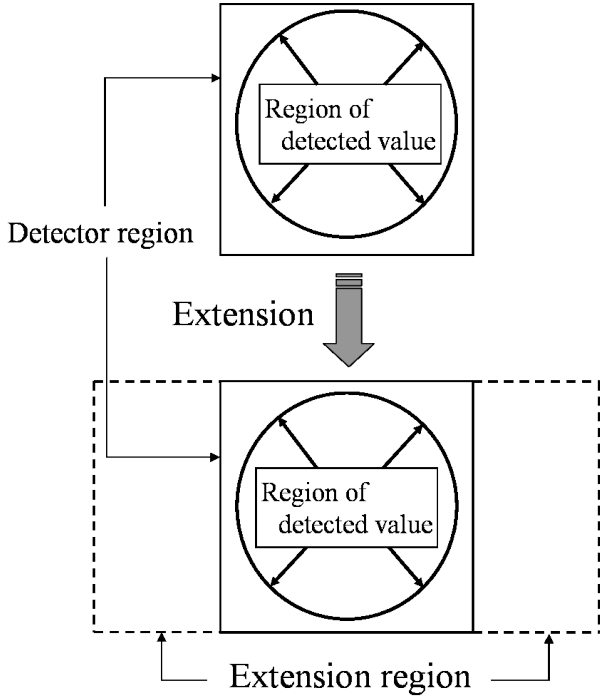 Region of
detected value
Detector region
Extension
Region of
detected value
Extension region